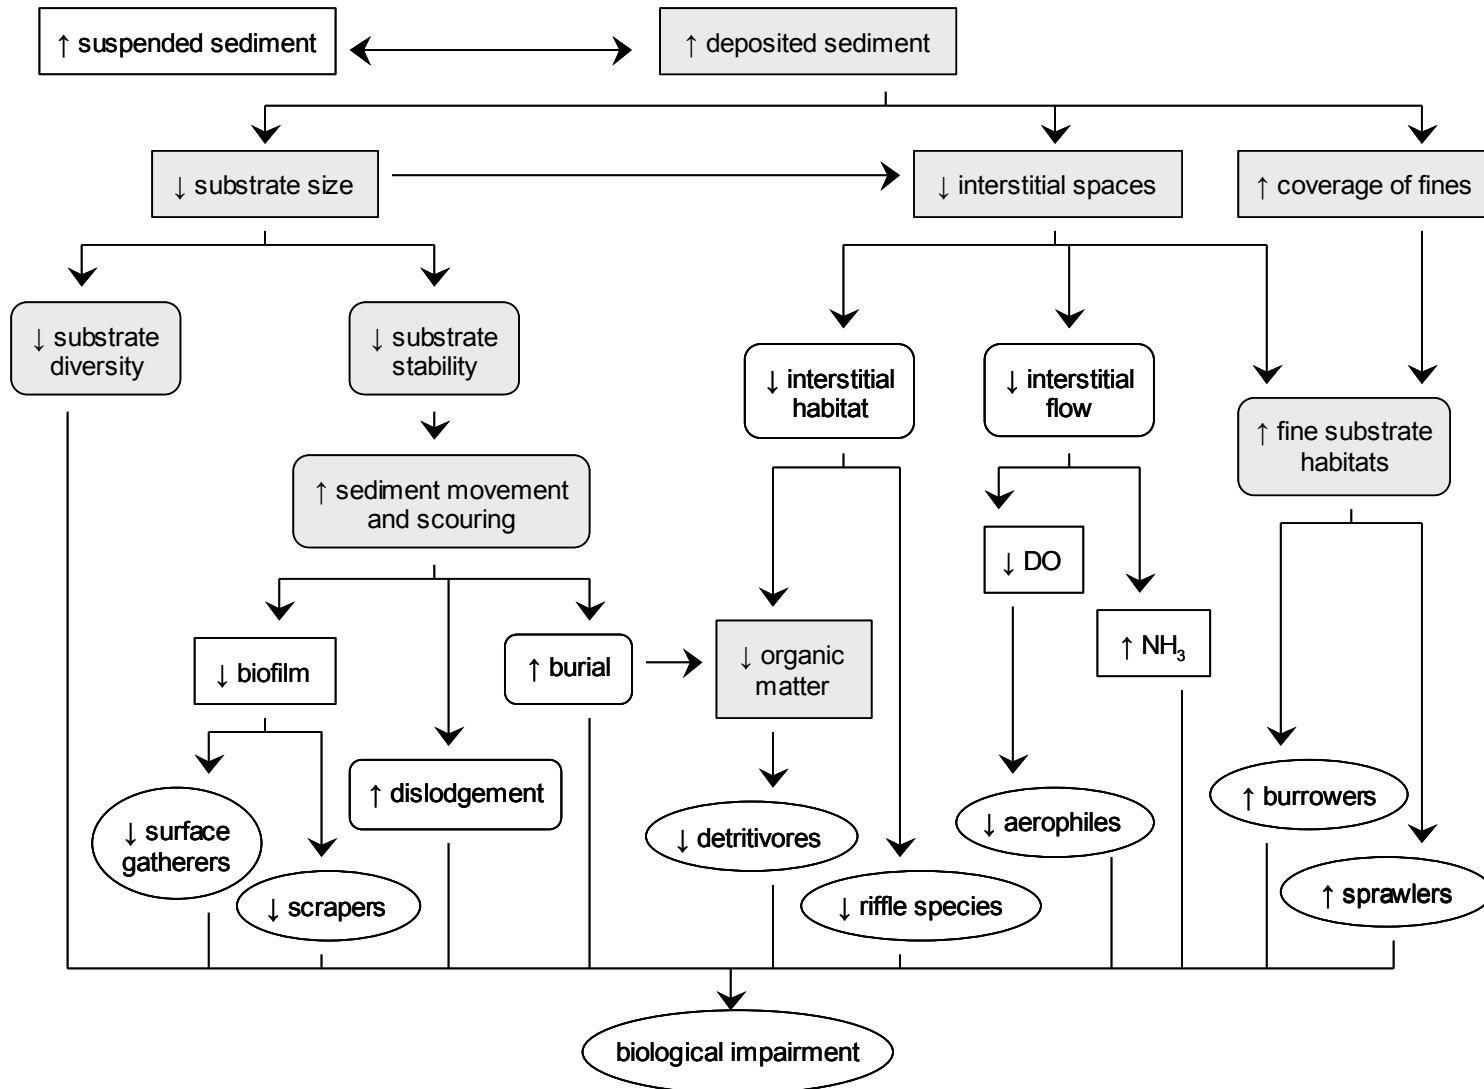 ↑ suspended sediment
↑ deposited sediment
↓ substrate size
↓ interstitial spaces
↑ coverage of fines
↓ substrate
diversity
↓ substrate
stability
↓ interstitial
habitat
↓ interstitial
flow
↑ fine substrate
habitats
↑ sediment movement
and scouring
↓ DO
↓ biofilm
↑ burial
↓ organic
matter
↑ NH₃
↓ surface
gatherers
↑ dislodgement
↓ detritivores
↓ aerophiles
↑ burrowers
↓ scrapers
↓ riffle species
↑ sprawlers
biological impairment